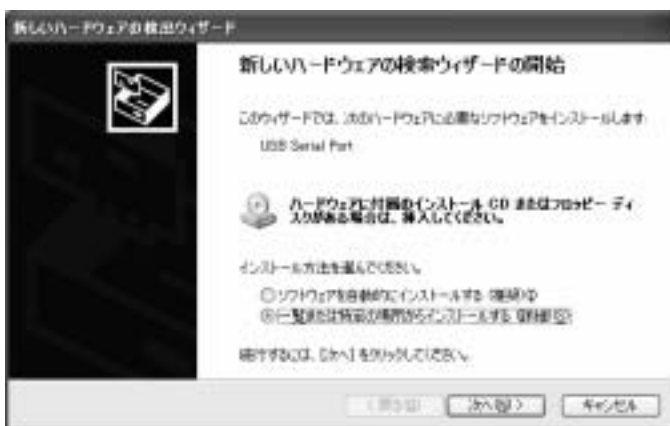 新しいハードウェアの検出ウィザード
新しいハードウェアの検索ウィザードの開始
このウィザードでは、次のハードウェアに必要なソフトウェアをインストールします:
USB Serial Port
ハードウェアに付属のインストール CD またはフロッピー ディ
スクがある場合は、挿入してください。
インストール方法を選んでください。
ソフトウェアを自動的にインストールする (推奨)(I)
一覧または特定の場所からインストールする (詳細)(S)
続行するには、[次へ] をクリックしてください。
< 戻る(B)
次へ(N) >
キャンセル